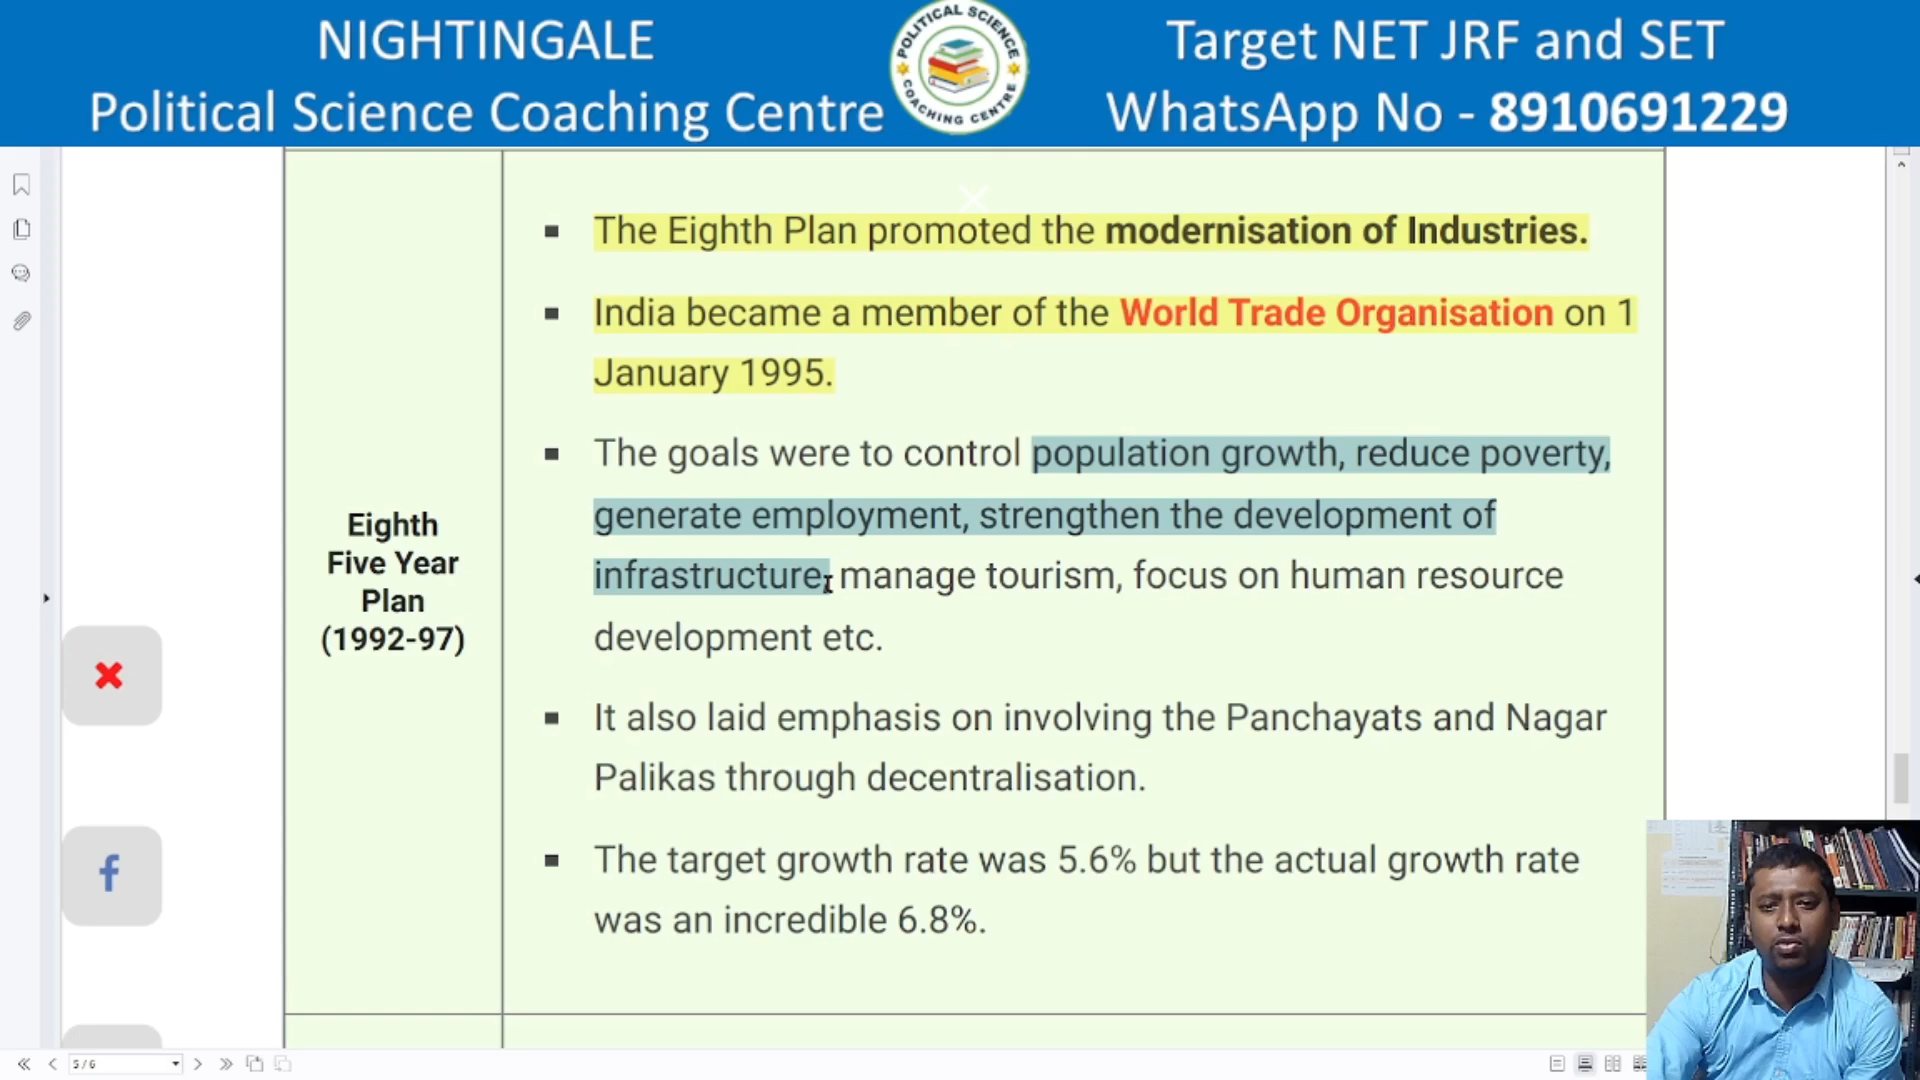 NIGHTINGALE
Political Science Coaching Centre
POLITICAL SCIENCE
COACHING CENTRE
Target NET JRF and SET
WhatsApp No - 8910691229
Eighth
Five Year
Plan
(1992-97)
▪ The Eighth Plan promoted the modernisation of Industries.
▪ India became a member of the World Trade Organisation on 1
January 1995.
▪ The goals were to control population growth, reduce poverty,
generate employment, strengthen the development of
infrastructure, manage tourism, focus on human resource
development etc.
▪ It also laid emphasis on involving the Panchayats and Nagar
Palikas through decentralisation.
▪ The target growth rate was 5.6% but the actual growth rate
was an incredible 6.8%.
5/6